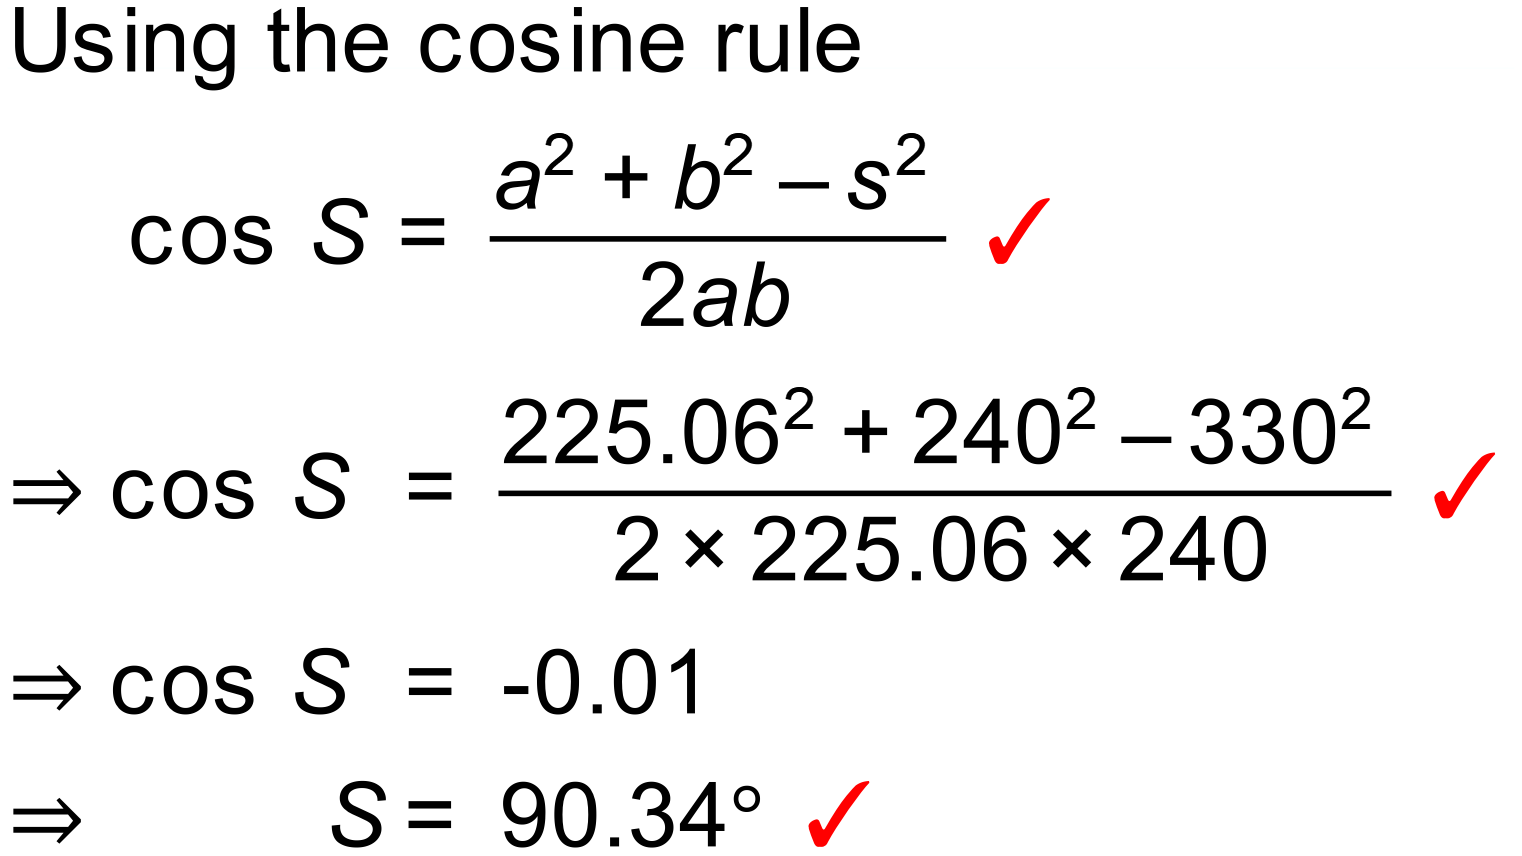 Using the cosine rule
cos S = (a² + b² – s²) / 2ab ✓
⇒ cos S = (225.06² + 240² – 330²) / (2 × 225.06 × 240) ✓
⇒ cos S = -0.01
⇒ S = 90.34° ✓